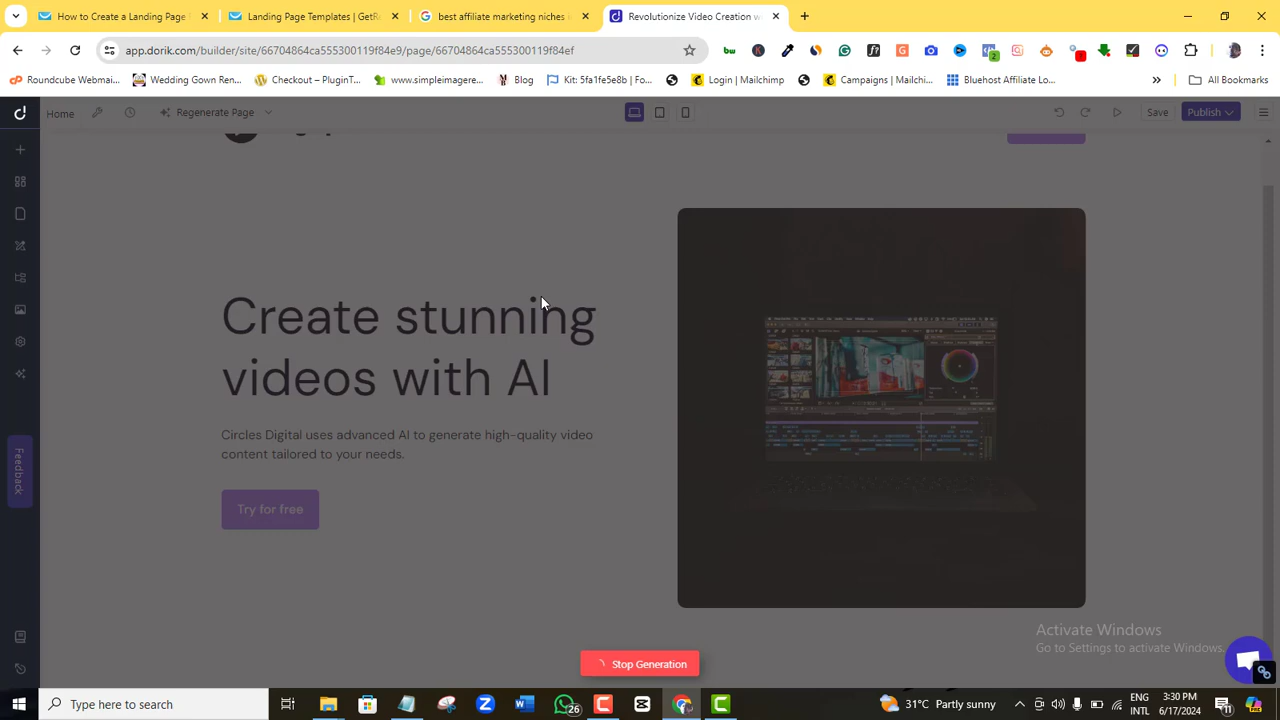 How to Create a Landing Page
Landing Page Templates | GetR
best affiliate marketing niches
Revolutionize Video Creation w
app.dorik.com/builder/site/66704864ca555300119f84e9/page/66704864ca555300119f84ef
Roundcube Webmai...
Wedding Gown Ren...
Checkout – PluginT...
www.simpleimagere...
Blog
Kit: 5fa1fe5e8b | Fo...
Login | Mailchimp
Campaigns | Mailchi...
Bluehost Affiliate Lo...
All Bookmarks
Home
Regenerate Page
Save
Publish
Create stunning
videos with AI
Circles Digital uses advanced AI to generate high-quality video
content tailored to your needs.
Try for free
Feedback
Activate Windows
Go to Settings to activate Windows.
Stop Generation
Type here to search
26
31°C Partly sunny
ENG
INTL
3:30 PM
6/17/2024